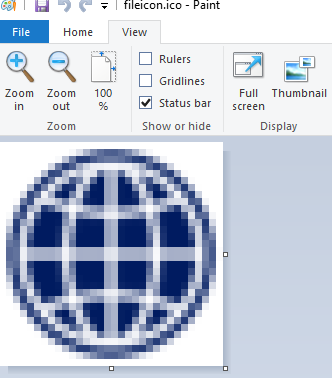 fileicon.ico - Paint
File Home View
Zoom in
Zoom out
100 %
Rulers
Gridlines
Status bar
Full screen
Thumbnail
Zoom
Show or hide
Display